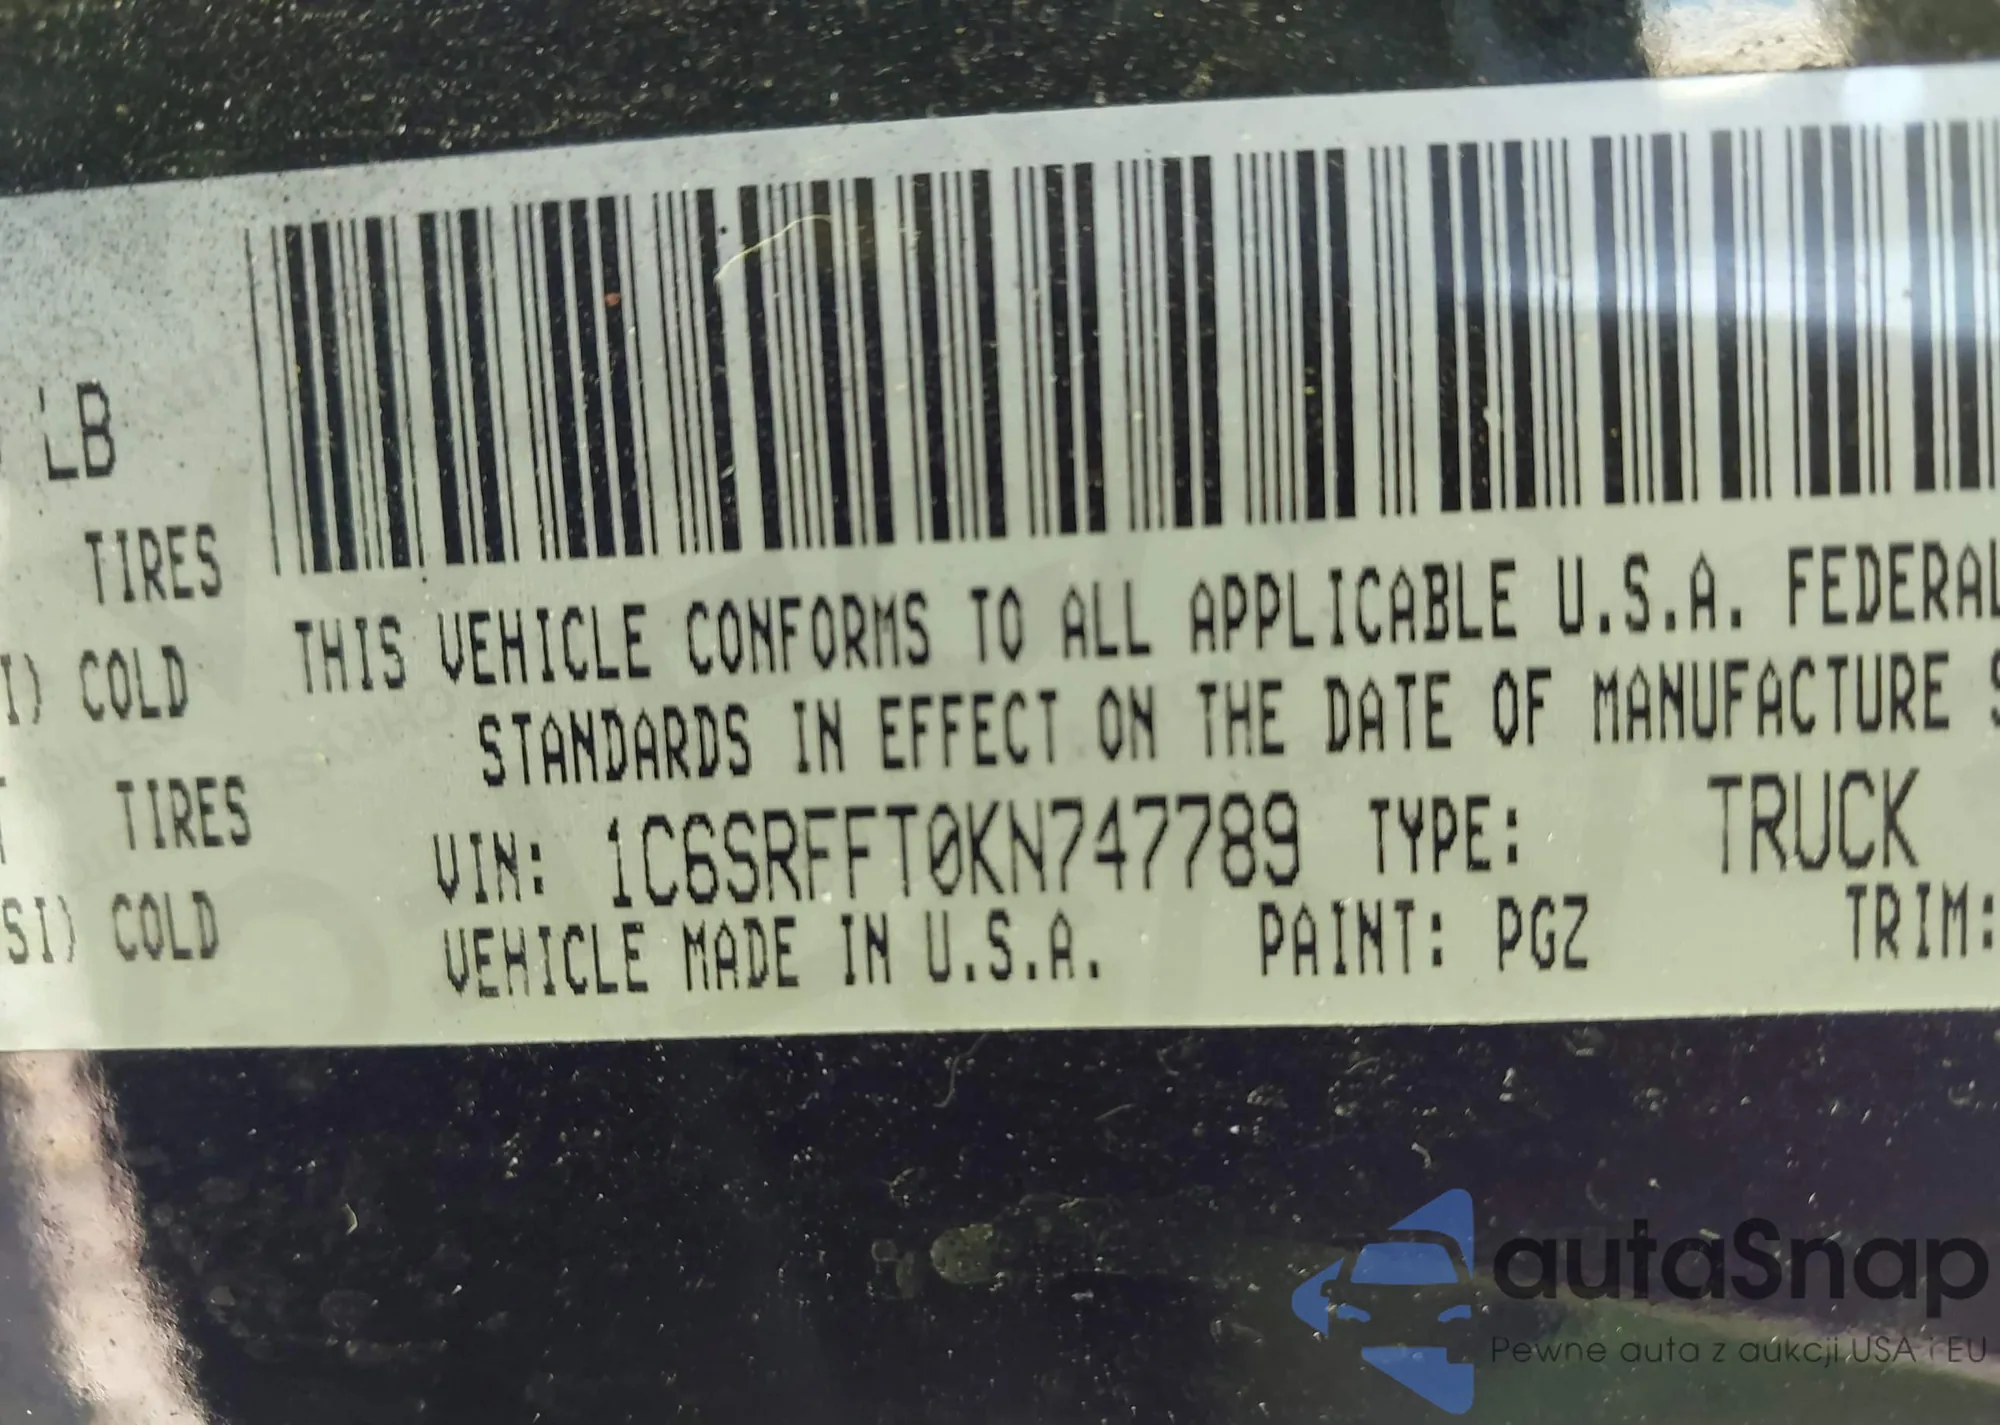 LB
TIRES
I) COLD
TIRES
SI) COLD
THIS VEHICLE CONFORMS TO ALL APPLICABLE U.S.A. FEDERAL
STANDARDS IN EFFECT ON THE DATE OF MANUFACTURE S
VIN: 1C6SRFFT0KN747789 TYPE: TRUCK
VEHICLE MADE IN U.S.A. PAINT: PGZ TRIM:
autaSnap
Pewne auta z aukcji USA i EU